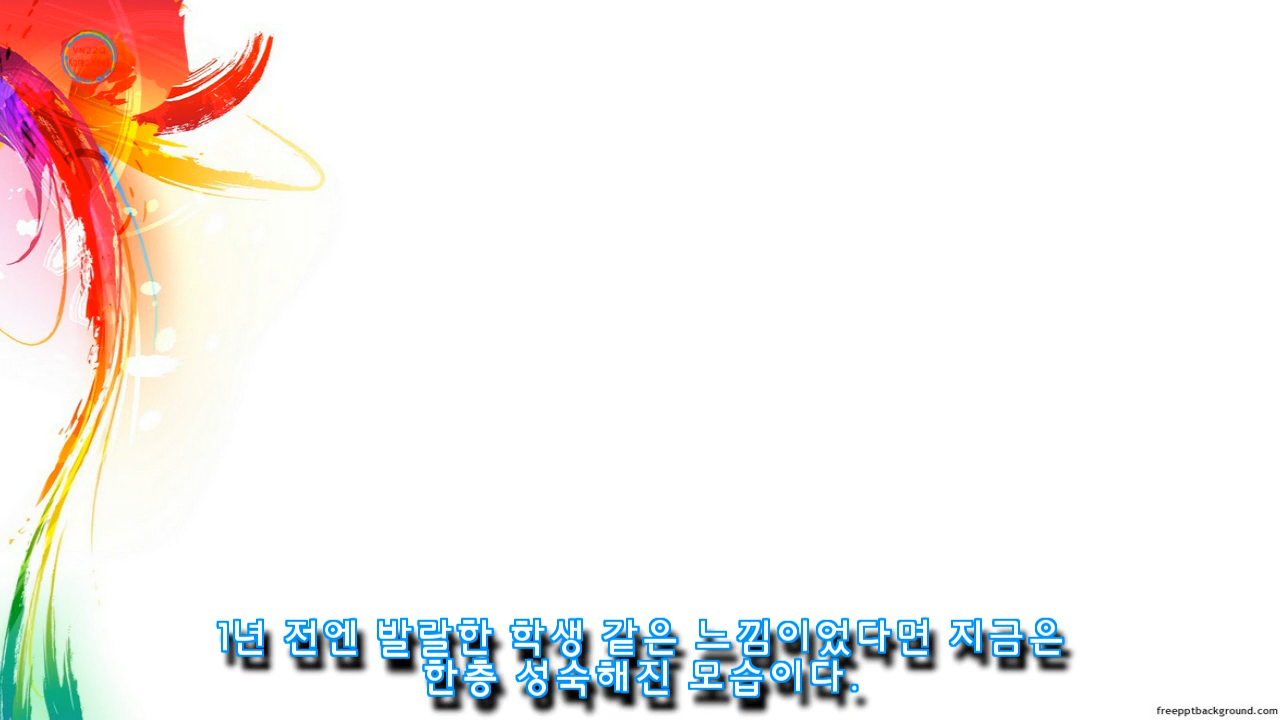 1년 전엔 발랄한 학생 같은 느낌이었다면 지금은
한층 성숙해진 모습이다.
freepptbackground.com